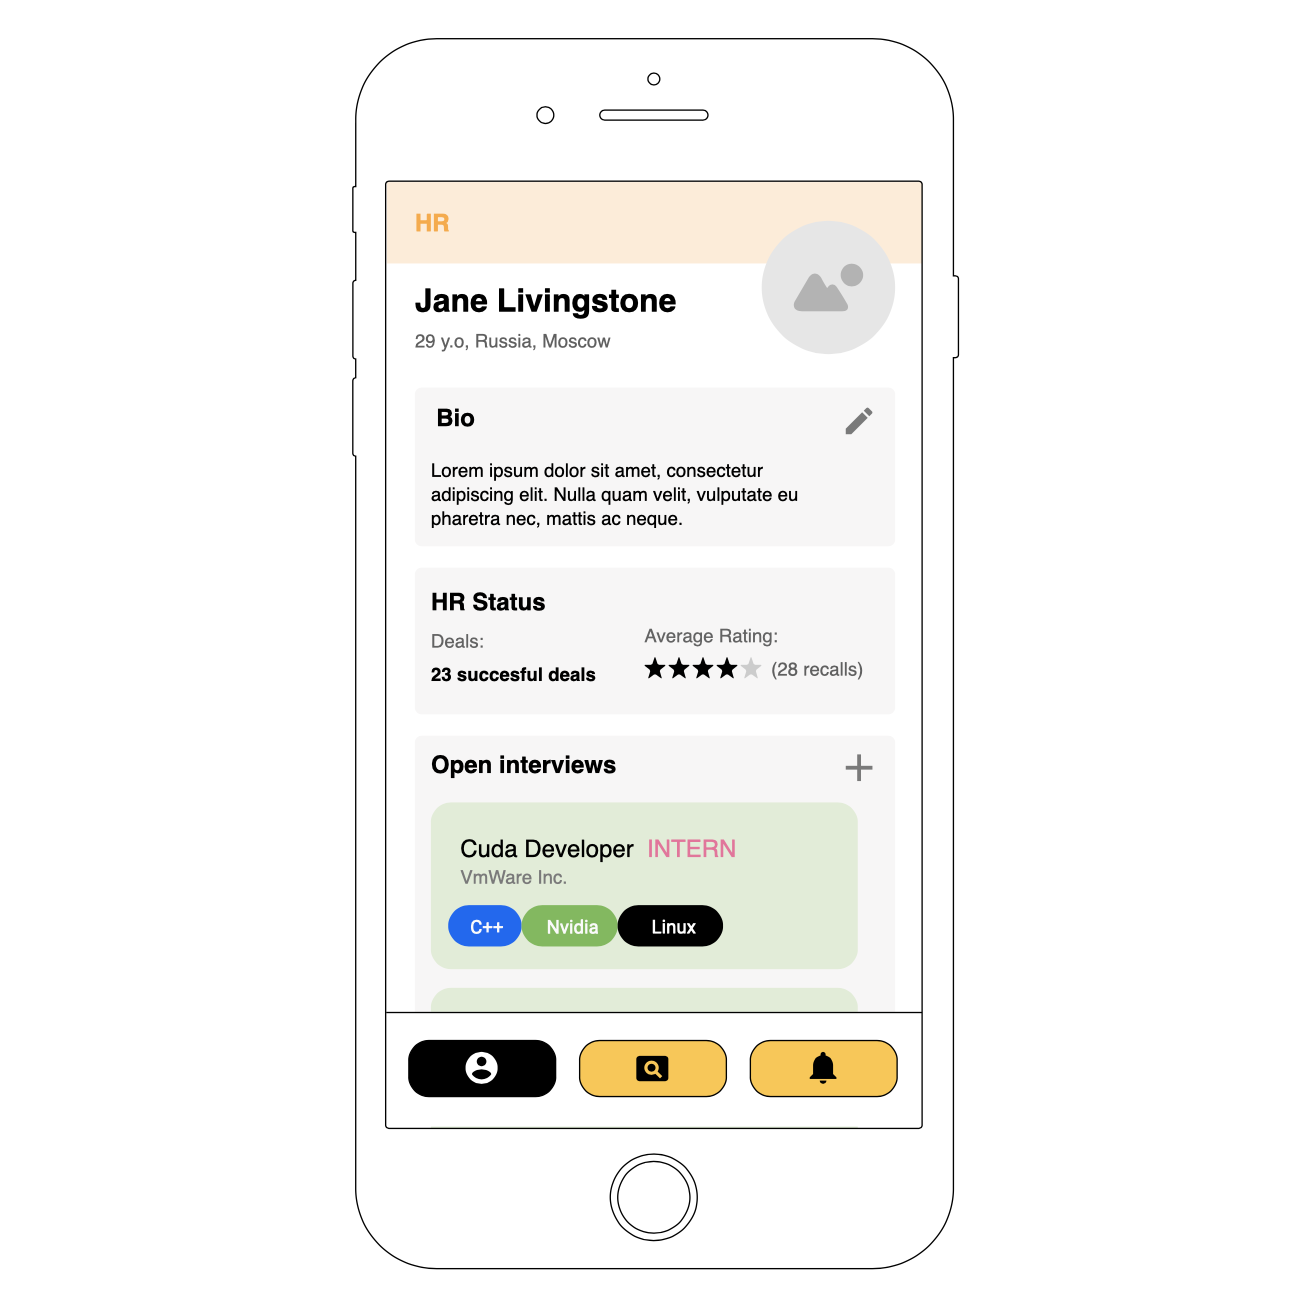 HR
Jane Livingstone
29 y.o, Russia, Moscow
Bio
Lorem ipsum dolor sit amet, consectetur
adipiscing elit. Nulla quam velit, vulputate eu
pharetra nec, mattis ac neque.
HR Status
Deals:
23 succesful deals
Average Rating:
(28 recalls)
Open interviews
Cuda Developer INTERN
VmWare Inc.
C++ Nvidia Linux